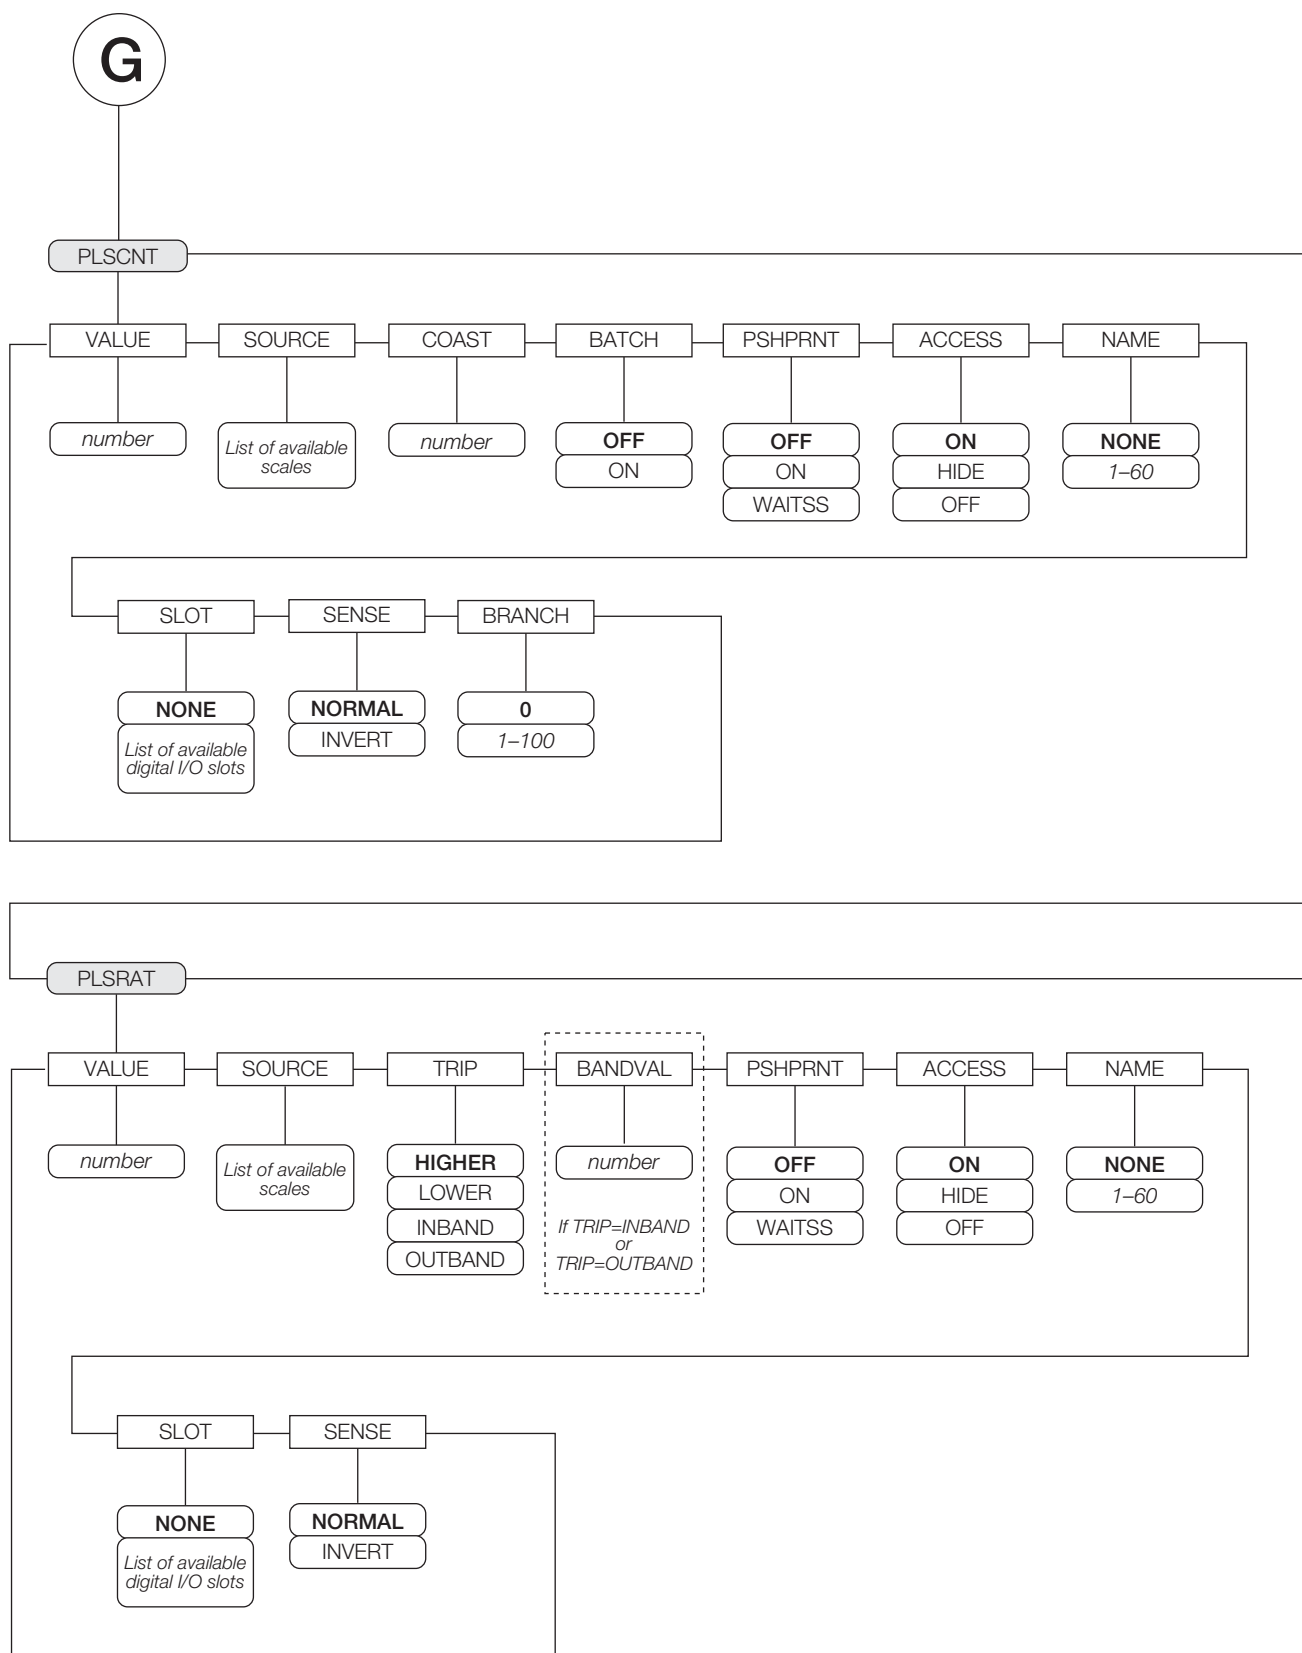 G
PLSCNT
VALUE
SOURCE
COAST
BATCH
PSHPRNT
ACCESS
NAME
number
List of available
scales
number
OFF
ON
OFF
ON
WAITSS
ON
HIDE
OFF
NONE
1–60
SLOT
SENSE
BRANCH
NONE
List of available
digital I/O slots
NORMAL
INVERT
0
1–100
PLSRAT
VALUE
SOURCE
TRIP
BANDVAL
PSHPRNT
ACCESS
NAME
number
List of available
scales
HIGHER
LOWER
INBAND
OUTBAND
number
If TRIP=INBAND
or
TRIP=OUTBAND
OFF
ON
WAITSS
ON
HIDE
OFF
NONE
1–60
SLOT
SENSE
NONE
List of available
digital I/O slots
NORMAL
INVERT